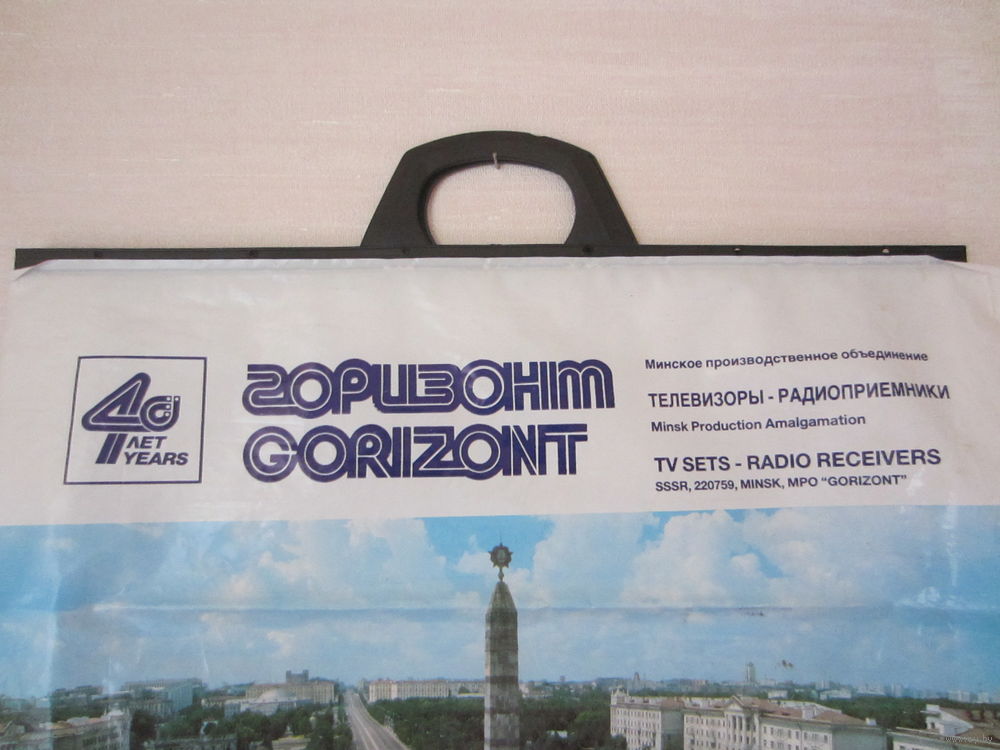 40
ЛЕТ
YEARS
ГОРИЗОНТ
GORIZONT
Минское производственное объединение
ТЕЛЕВИЗОРЫ - РАДИОПРИЕМНИКИ
Minsk Production Amalgamation
TV SETS - RADIO RECEIVERS
SSSR, 220759, MINSK, MPO “GORIZONT”